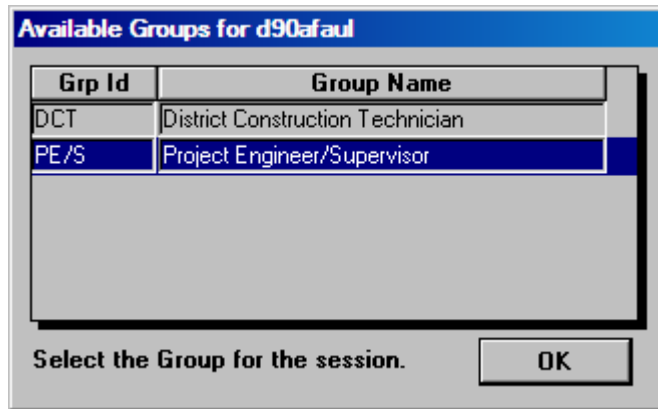 Available Groups for d90afaul
Grp Id Group Name
DCT District Construction Technician
PE/S Project Engineer/Supervisor
Select the Group for the session. OK